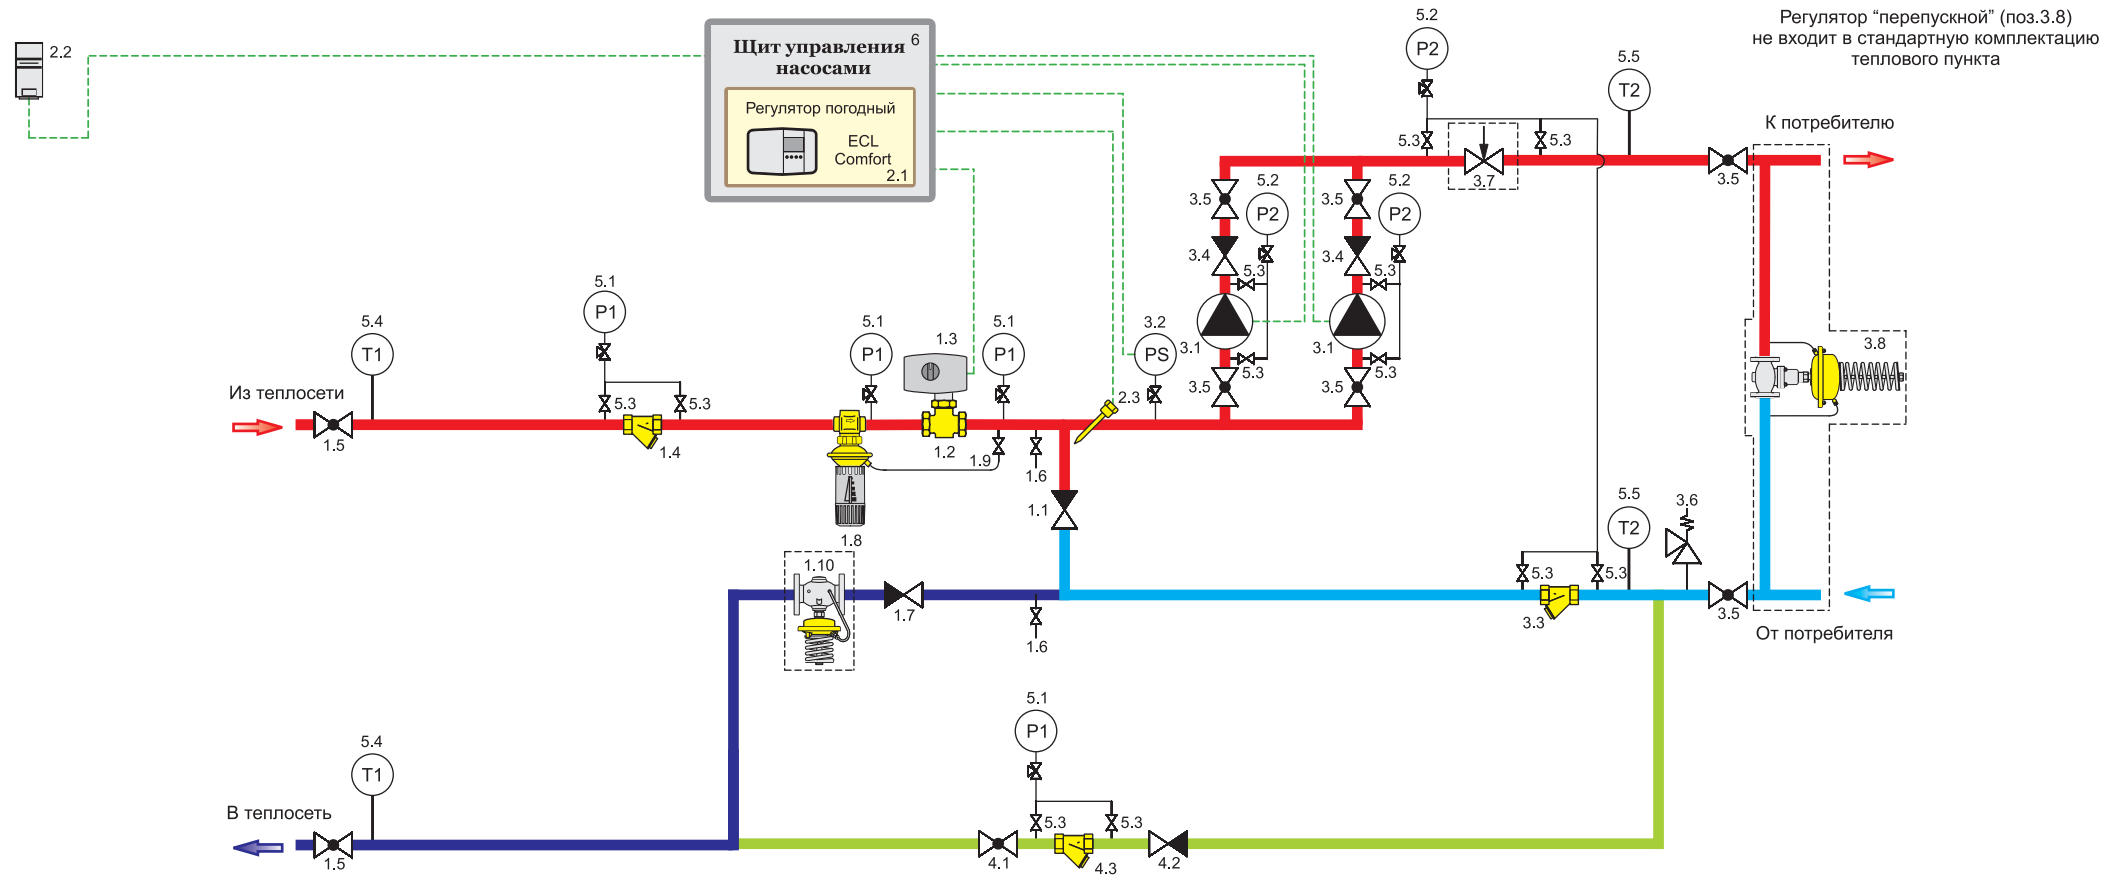 5.2
P2
Регулятор “перепускной” (поз.3.8)
не входит в стандартную комплектацию
теплового пункта
2.2
Щит управления 6
насосами
5.5
T2
Регулятор погодный
ECL
Comfort
2.1
К потребителю
5.3
5.3
3.7
3.5
5.2
P2
5.2
P2
3.5
3.5
3.4
3.4
5.3
5.3
5.1
P1
5.4
T1
5.1
P1
1.3
5.1
P1
3.2
PS
3.1
3.1
3.8
5.3
5.3
Из теплосети
5.3
5.3
2.3
3.5
3.5
1.5
1.4
1.2
1.9
1.6
1.1
1.8
5.5
T2
3.6
1.10
5.3
5.3
1.7
3.3
3.5
1.6
От потребителя
5.1
P1
5.4
T1
В теплосеть
5.3
5.3
1.5
4.1
4.3
4.2